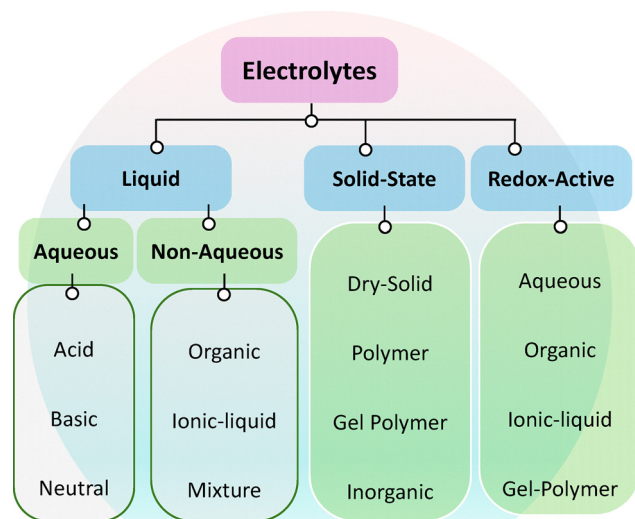 Electrolytes
Liquid
Solid-State
Redox-Active
Aqueous
Non-Aqueous
Acid
Basic
Neutral
Organic
Ionic-liquid
Mixture
Dry-Solid
Polymer
Gel Polymer
Inorganic
Aqueous
Organic
Ionic-liquid
Gel-Polymer